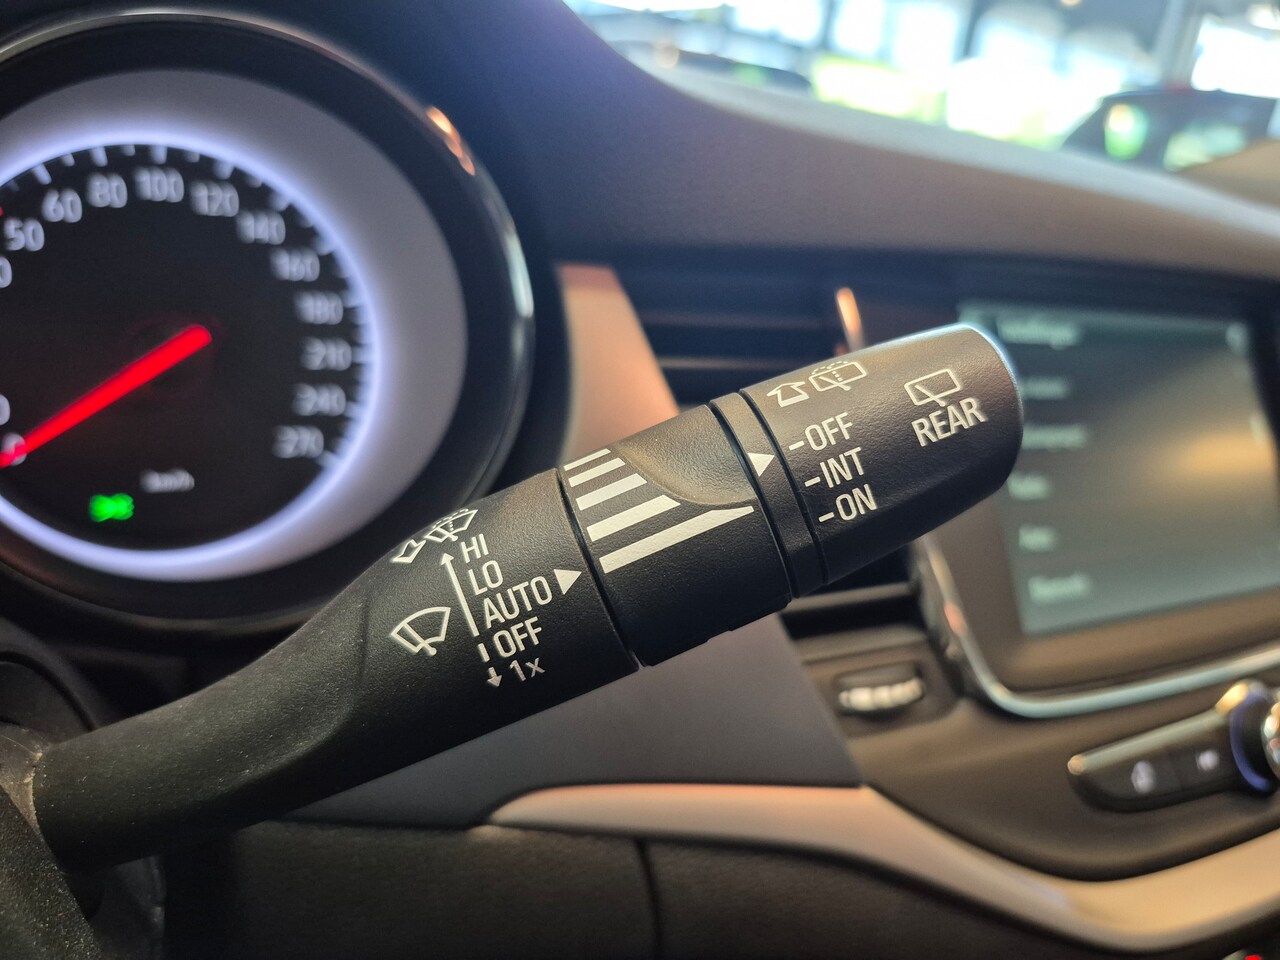 50
60
80
100
120
140
160
180
210
240
270
km/h
HI
LO
AUTO
OFF
1x
-OFF
-INT
-ON
REAR